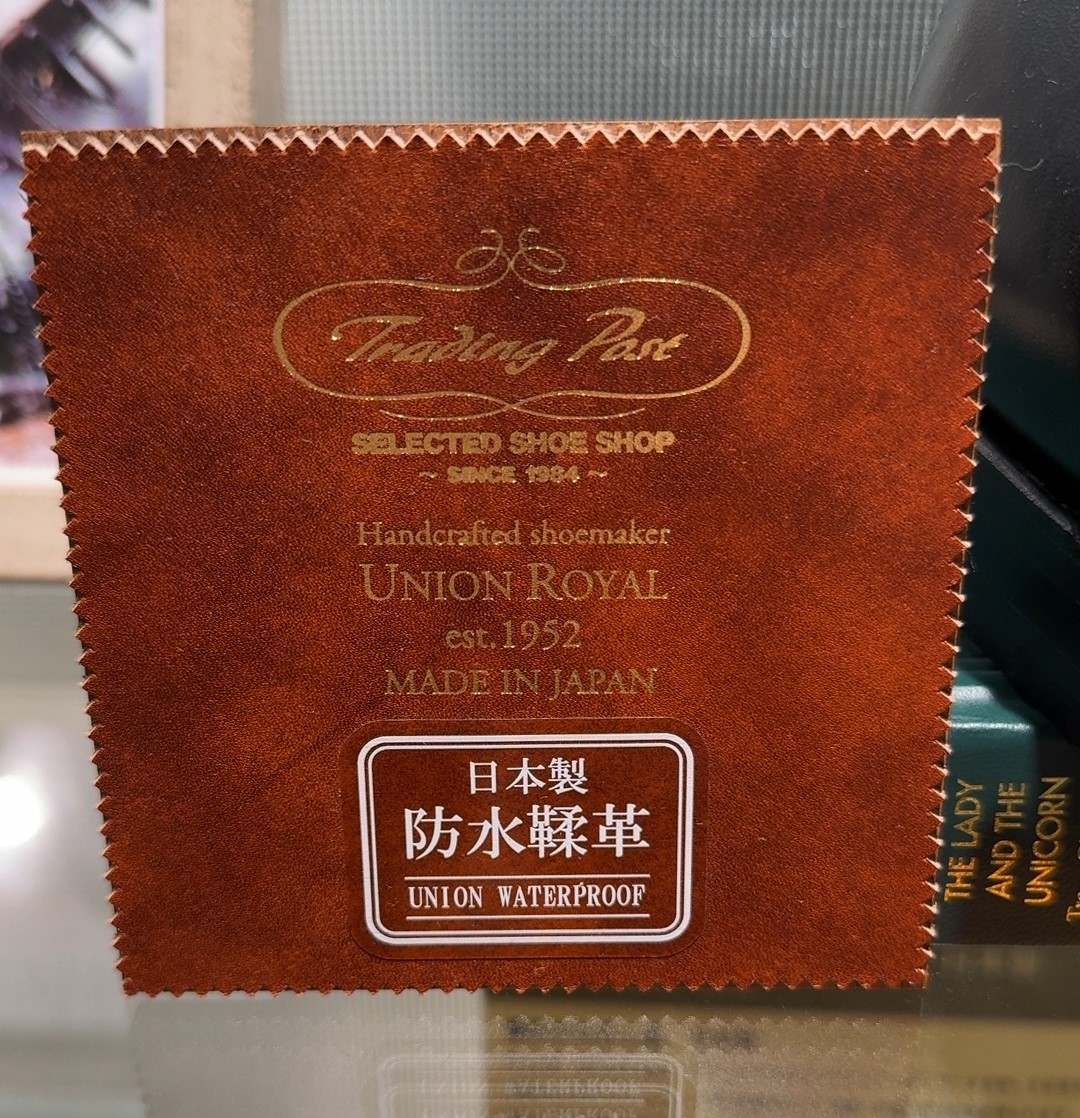 Trading Post
SELECTED SHOE SHOP
~ SINCE 1984 ~
Handcrafted shoemaker
UNION ROYAL
est.1952
MADE IN JAPAN
日本製
防水鞣革
UNION WATERPROOF
THE LADY
AND THE
UNICORN